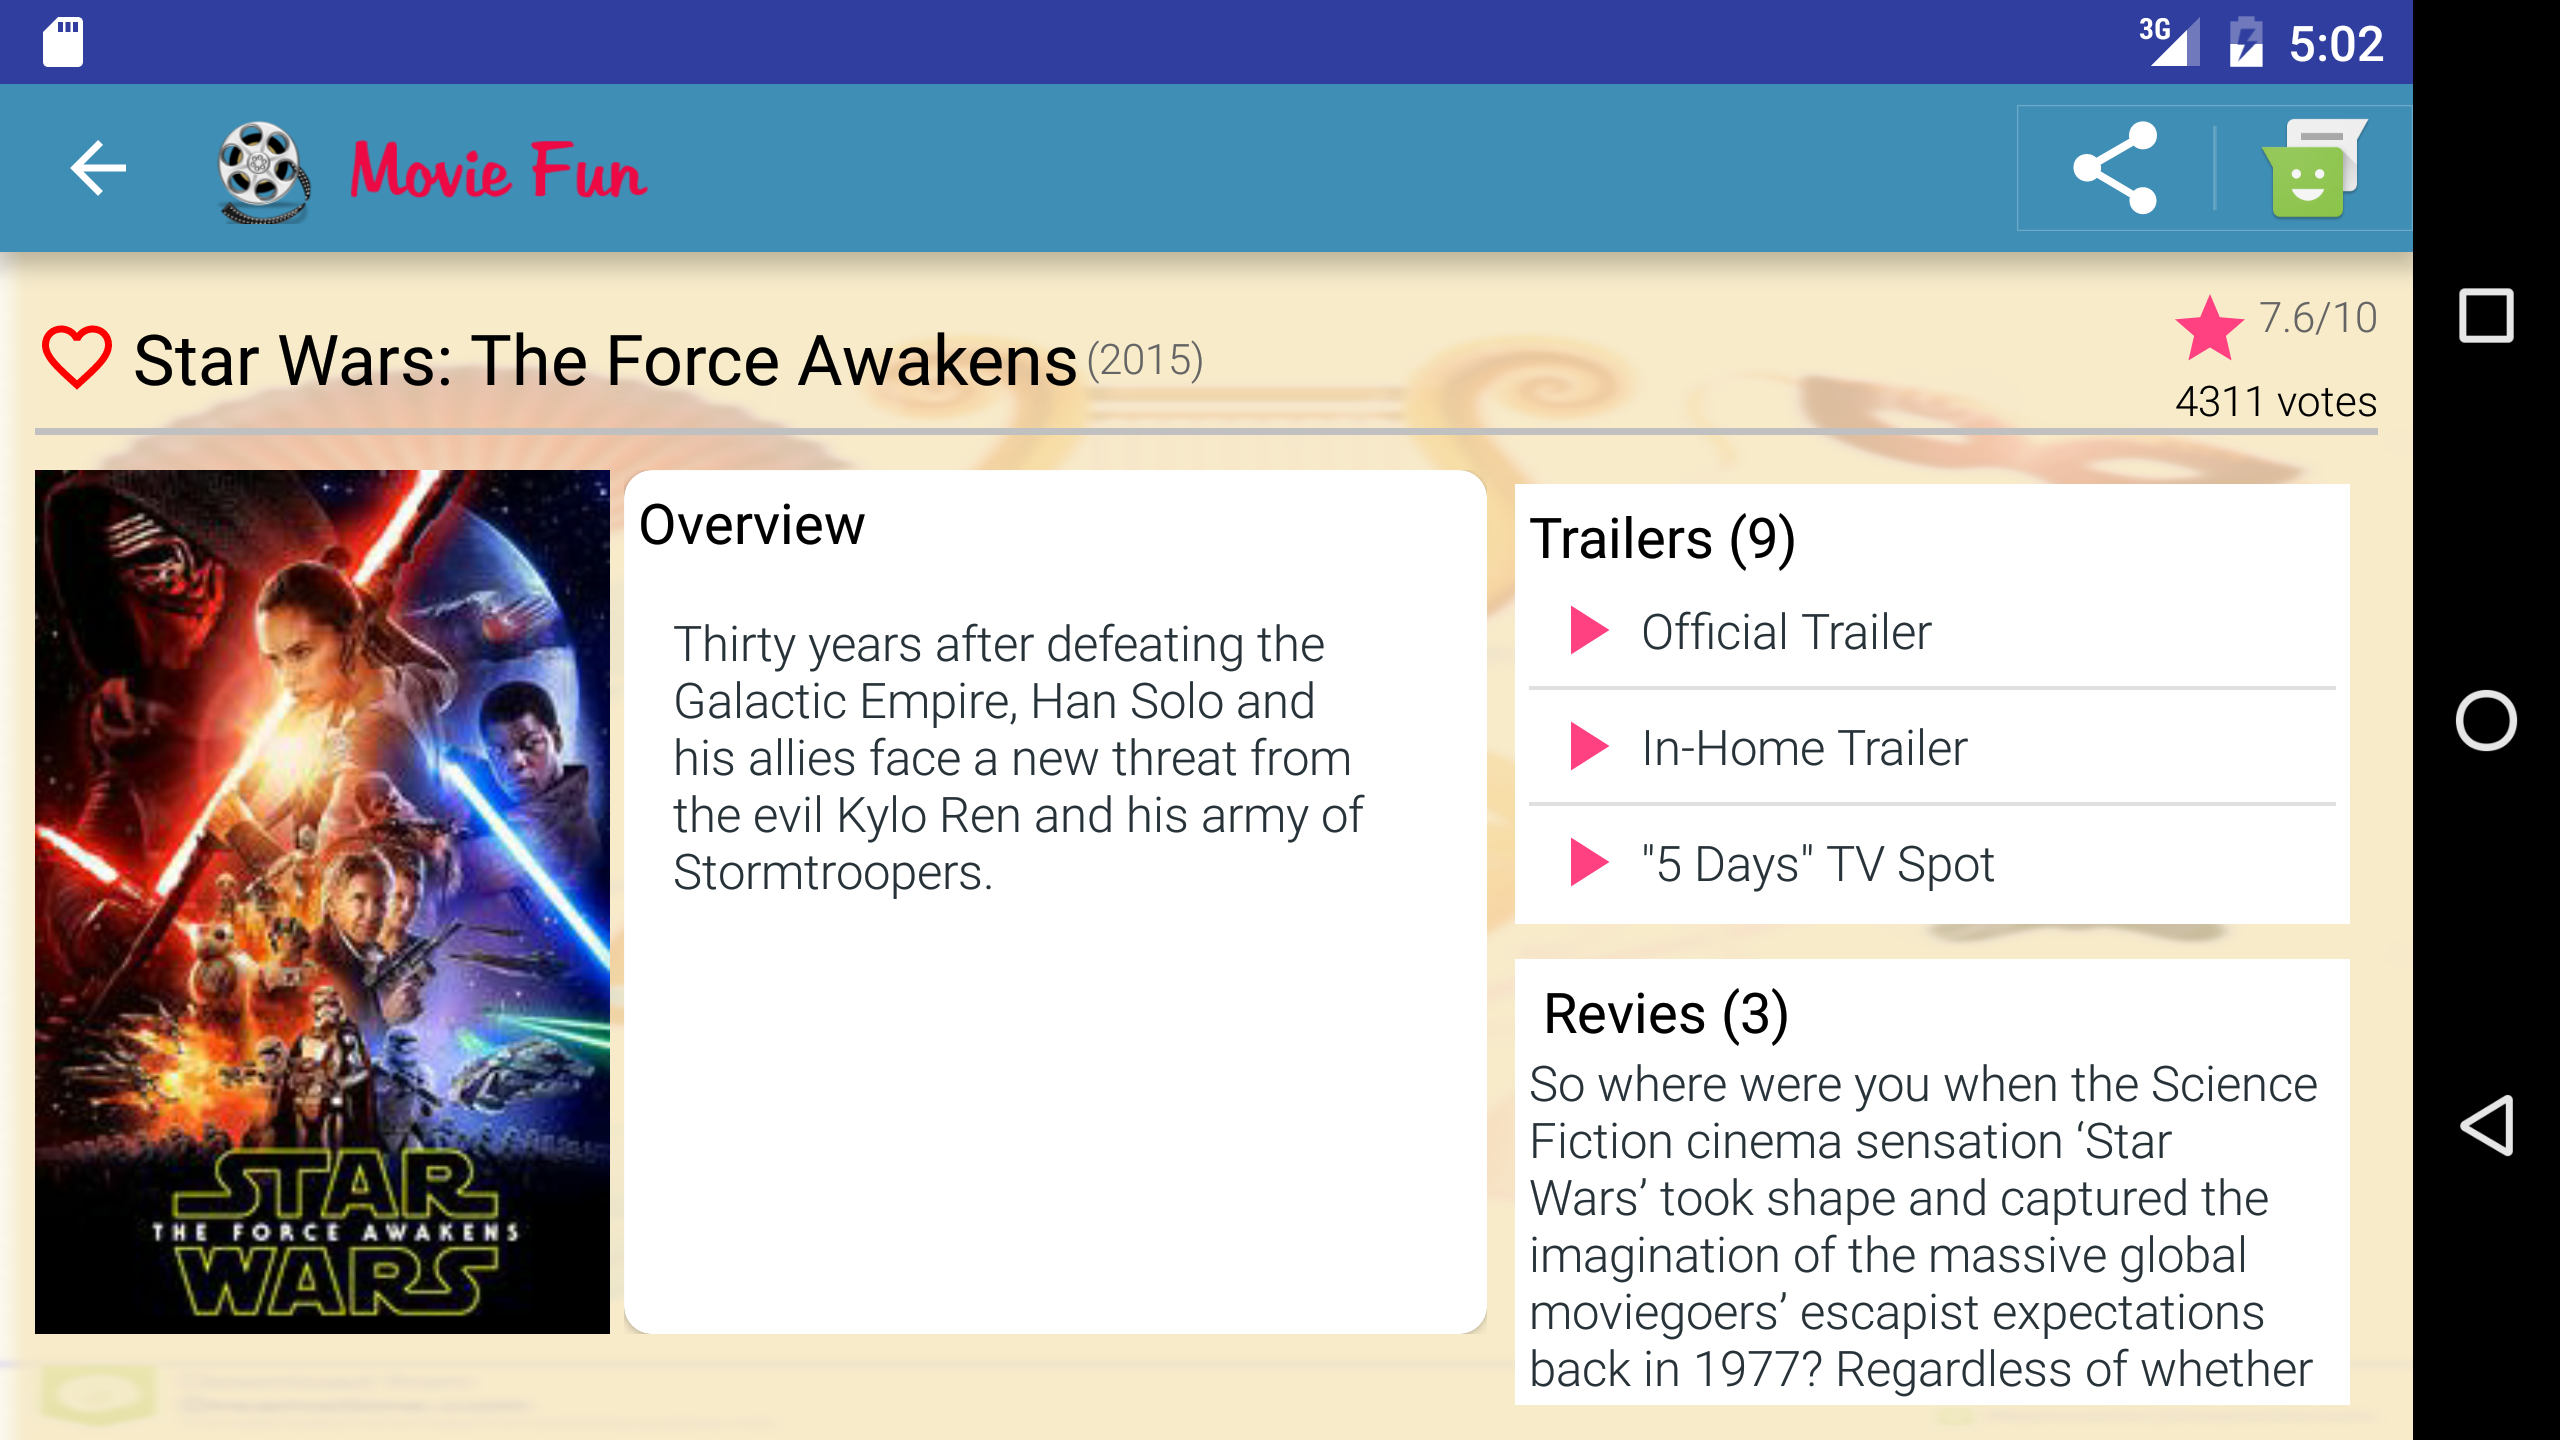 3G 5:02
Movie Fun
Star Wars: The Force Awakens (2015)
7.6/10
4311 votes
STAR
THE FORCE AWAKENS
WARS
Overview
Thirty years after defeating the
Galactic Empire, Han Solo and
his allies face a new threat from
the evil Kylo Ren and his army of
Stormtroopers.
Trailers (9)
Official Trailer
In-Home Trailer
"5 Days" TV Spot
Revies (3)
So where were you when the Science
Fiction cinema sensation ‘Star
Wars’ took shape and captured the
imagination of the massive global
moviegoers’ escapist expectations
back in 1977? Regardless of whether